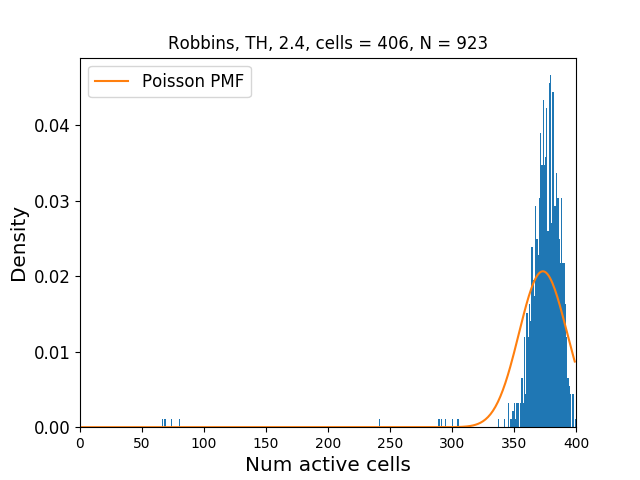 Robbins, TH, 2.4, cells = 406, N = 923
Poisson PMF
Density
0.04
0.03
0.02
0.01
0.00
0 50 100 150 200 250 300 350 400
Num active cells